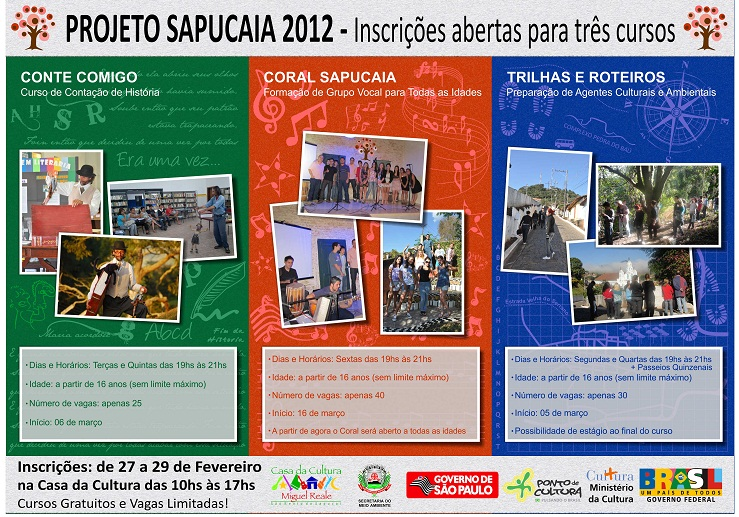 PROJETO SAPUCAIA 2012 - Inscrições abertas para três cursos
CONTE COMIGO
Curso de Contação de História
Era uma vez...
• Dias e Horários: Terças e Quintas das 19hs às 21hs
• Idade: a partir de 16 anos (sem limite máximo)
• Número de vagas: apenas 25
• Início: 06 de março
CORAL SAPUCAIA
Formação de Grupo Vocal para Todas as Idades
• Dias e Horários: Sextas das 19hs às 21hs
• Idade: a partir de 16 anos (sem limite máximo)
• Número de vagas: apenas 40
• Início: 16 de março
• A partir de agora o Coral será aberto a todas as idades
TRILHAS E ROTEIROS
Preparação de Agentes Culturais e Ambientais
COMPLEXO PEDRA DO BAÚ
• Dias e Horários: Segundas e Quartas das 19hs às 21hs
+ Passeios Quinzenais
• Idade: a partir de 16 anos (sem limite máximo)
• Número de vagas: apenas 30
• Início: 05 de março
• Possibilidade de estágio ao final do curso
Inscrições: de 27 a 29 de Fevereiro
na Casa da Cultura das 10hs às 17hs
Cursos Gratuitos e Vagas Limitadas!
Casa da Cultura
Miguel Reale
SECRETARIA DO
MEIO AMBIENTE
GOVERNO DE
SÃO PAULO
PONTO DE
CULTURA
Cultura
Ministério
da Cultura
BRASIL
UM PAÍS DE TODOS
GOVERNO FEDERAL